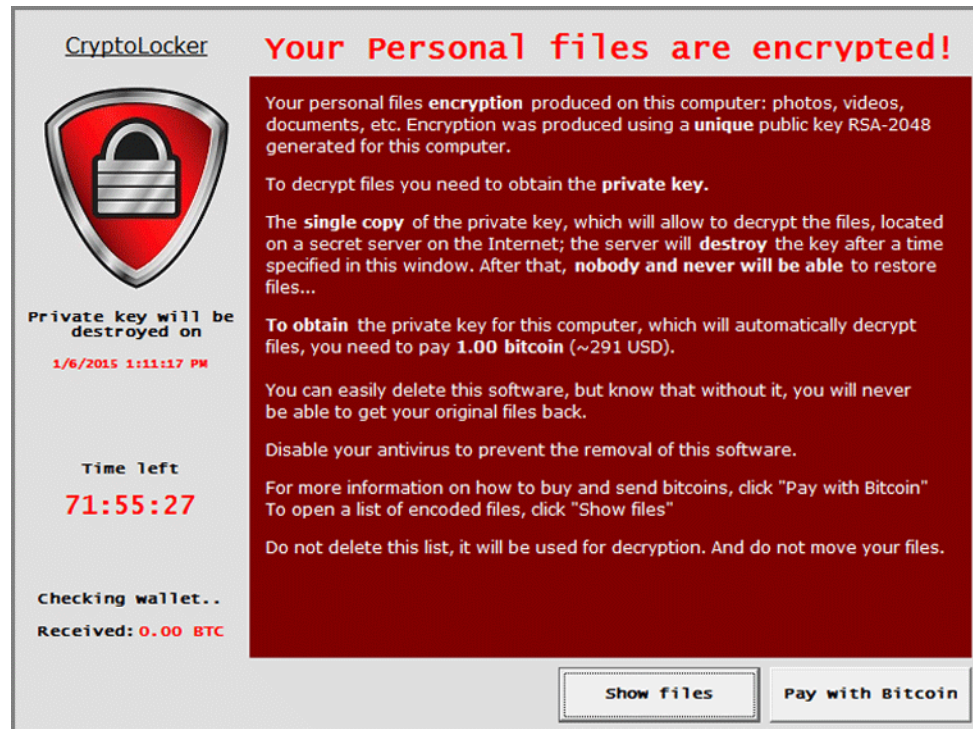 CryptoLocker
Your Personal files are encrypted!
Your personal files encryption produced on this computer: photos, videos,
documents, etc. Encryption was produced using a unique public key RSA-2048
generated for this computer.
To decrypt files you need to obtain the private key.
The single copy of the private key, which will allow to decrypt the files, located
on a secret server on the Internet; the server will destroy the key after a time
specified in this window. After that, nobody and never will be able to restore
files...
To obtain the private key for this computer, which will automatically decrypt
files, you need to pay 1.00 bitcoin (~291 USD).
You can easily delete this software, but know that without it, you will never
be able to get your original files back.
Disable your antivirus to prevent the removal of this software.
For more information on how to buy and send bitcoins, click "Pay with Bitcoin"
To open a list of encoded files, click "Show files"
Do not delete this list, it will be used for decryption. And do not move your files.
Private key will be
destroyed on
1/6/2015 1:11:17 PM
Time left
71:55:27
Checking wallet..
Received: 0.00 BTC
Show files
Pay with Bitcoin